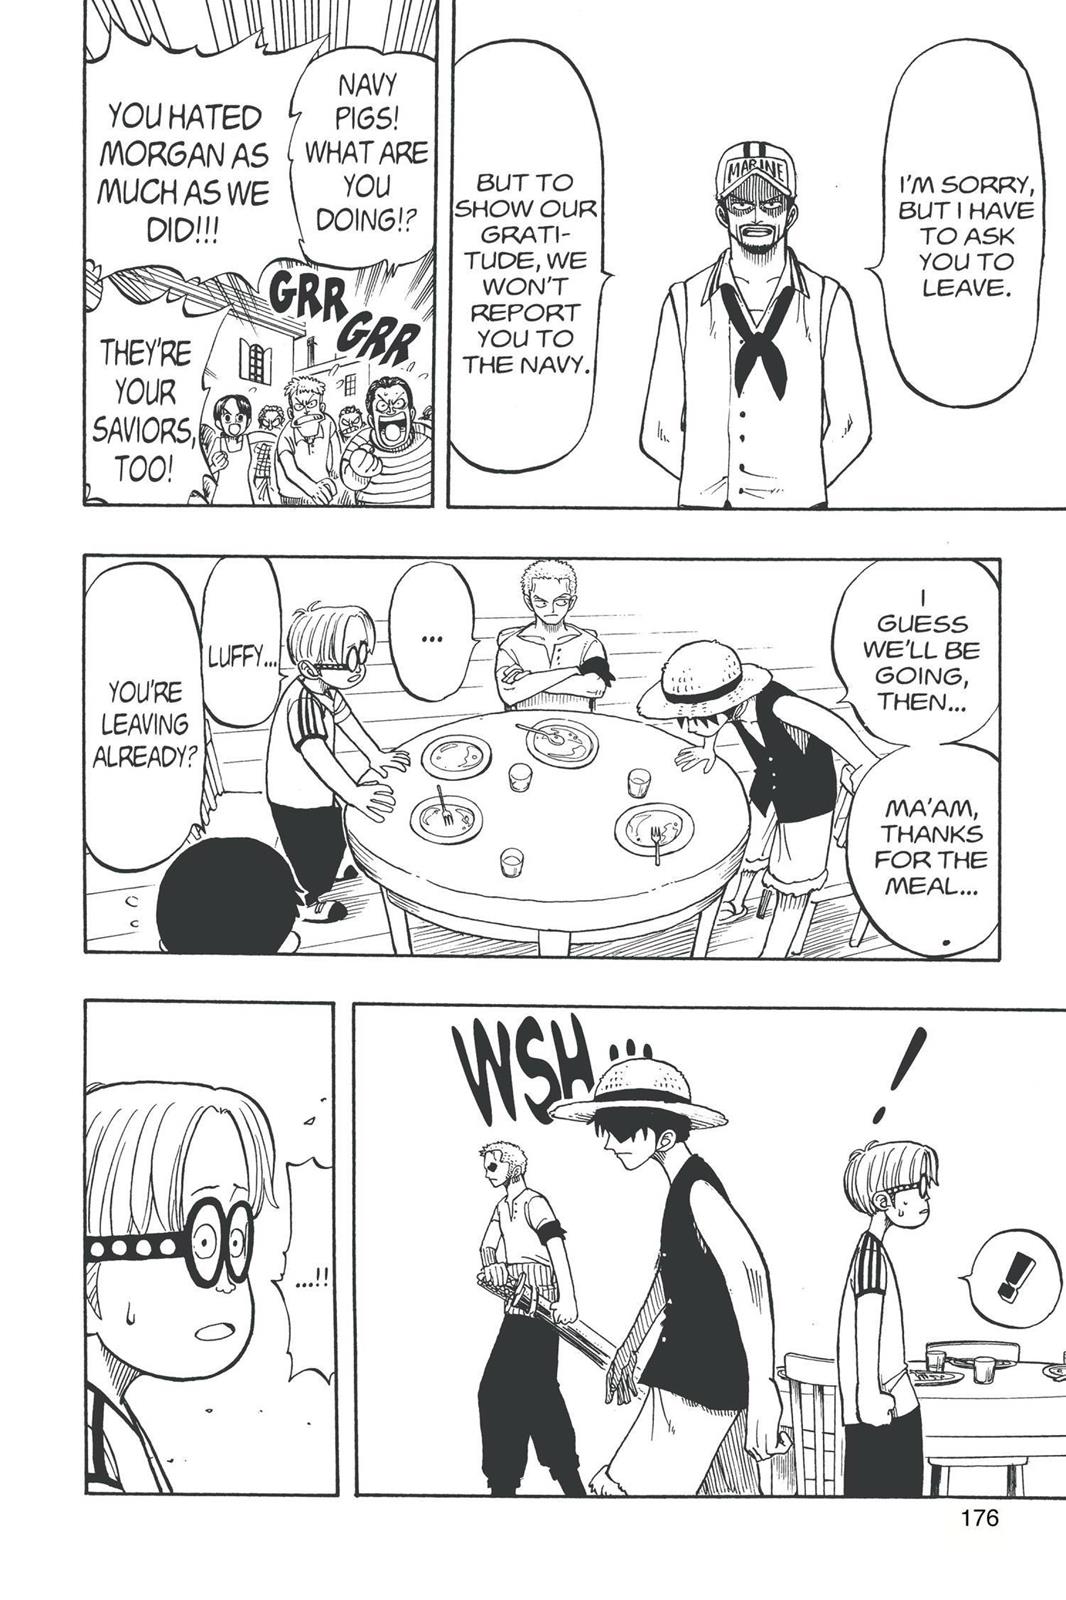 MARINE
I'M SORRY,
BUT I HAVE
TO ASK
YOU TO
LEAVE.
BUT TO
SHOW OUR
GRATI-
TUDE, WE
WON'T
REPORT
YOU TO
THE NAVY.
NAVY
PIGS!
WHAT ARE
YOU
DOING!?
YOU HATED
MORGAN AS
MUCH AS WE
DID!!!
GRR
GRR
THEY'RE
YOUR
SAVIORS,
TOO!
I
GUESS
WE'LL BE
GOING,
THEN...
MA'AM,
THANKS
FOR THE
MEAL...
...
LUFFY...
YOU'RE
LEAVING
ALREADY?
!
!
WSH...
...!!
176